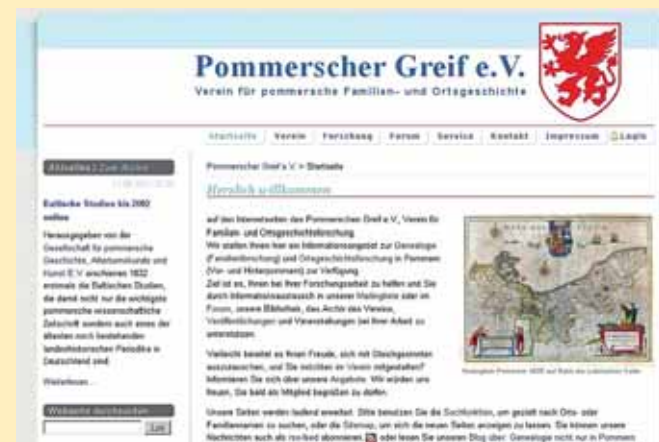 Pommerscher Greif e.V.
Verein für pommersche Familien- und Ortsgeschichte
Startseite Verein Forschung Forum Service Kontakt Impressum Login
Aktuelles | Zum Archiv
Pommerscher Greif e.V. > Startseite
Herzlich willkommen
Baltische Studien bis 2002
online
Herausgegeben von der
Gesellschaft für pommersche
Geschichte, Altertumskunde und
Kunst E.V. erschienen 1832
erstmals die Baltischen Studien,
die damit nicht nur die wichtigste
pommersche wissenschaftliche
Zeitschrift sondern auch eines der
ältesten noch bestehenden
landeshistorischen Periodika in
Deutschland sind.
Weiterlesen...
Webseite durchsuchen
Los
auf den Internetseiten des Pommerschen Greif e.V., Verein für
Familien- und Ortsgeschichtsforschung.
Wir stellen Ihnen hier ein Informationsangebot zur Genealogie
(Familienforschung) und Ortsgeschichtsforschung in Pommern
(Vor- und Hinterpommern) zur Verfügung.
Ziel ist es, Ihnen bei Ihrer Forschungsarbeit zu helfen und Sie
durch Informationsaustausch in unserer Mailingliste oder im
Forum, unsere Bibliothek, das Archiv des Vereins,
Veröffentlichungen und Veranstaltungen bei Ihrer Arbeit zu
unterstützen.
Vielleicht bereitet es Ihnen Freude, sich mit Gleichgesinnten
auszutauschen, und Sie möchten im Verein mitgestalten?
Informieren Sie sich über unsere Angebote. Wir würden uns
freuen, Sie bald als Mitglied begrüßen zu dürfen.
Unsere Seiten werden laufend erweitert. Bitte benutzen Sie die Suchfunktion, um gezielt nach Orts- oder
Familiennamen zu suchen, oder die Sitemap, um sich die neuen Seiten anzeigen zu lassen. Sie können unsere
Nachrichten auch als rss-feed abonnieren oder lesen Sie unseren Blog über Genealogie nicht nur in Pommern